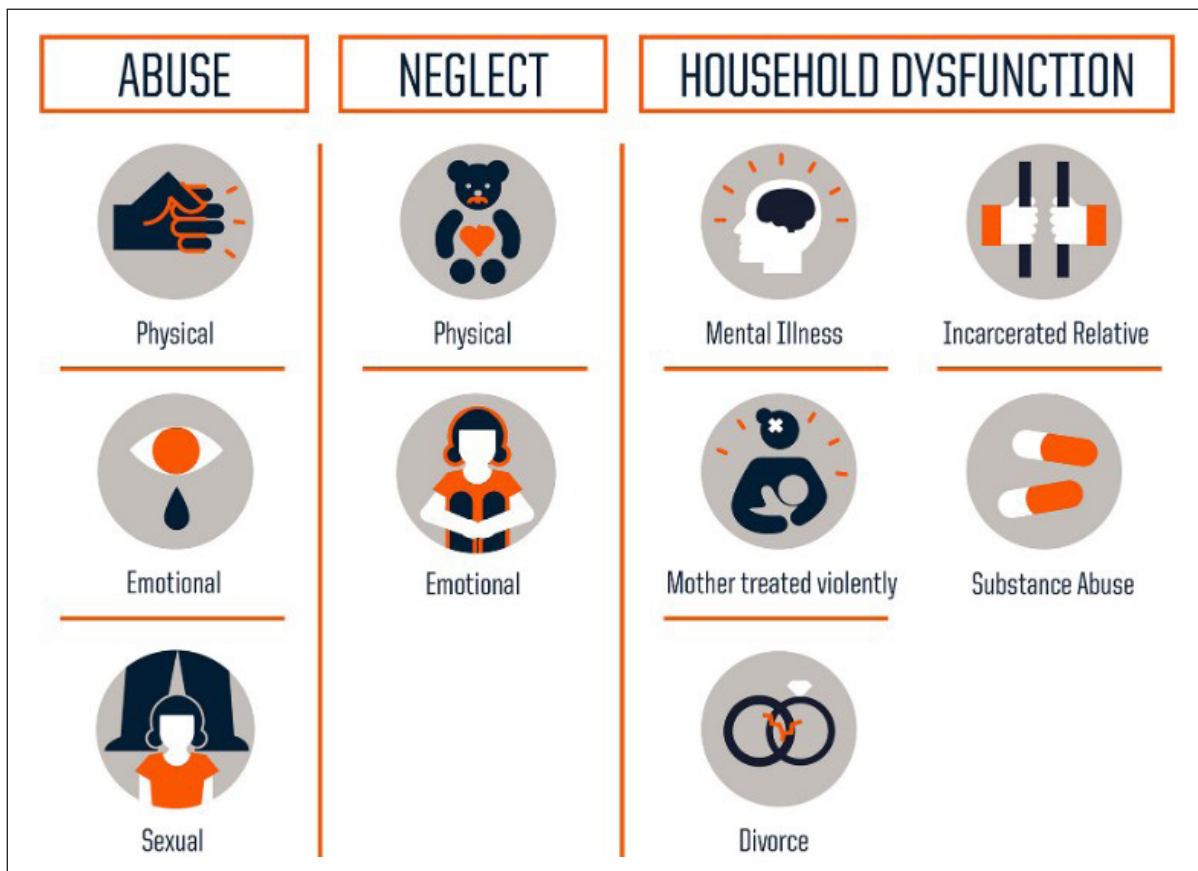 ABUSE
Physical
Emotional
Sexual
NEGLECT
Physical
Emotional
HOUSEHOLD DYSFUNCTION
Mental Illness
Incarcerated Relative
Mother treated violently
Substance Abuse
Divorce